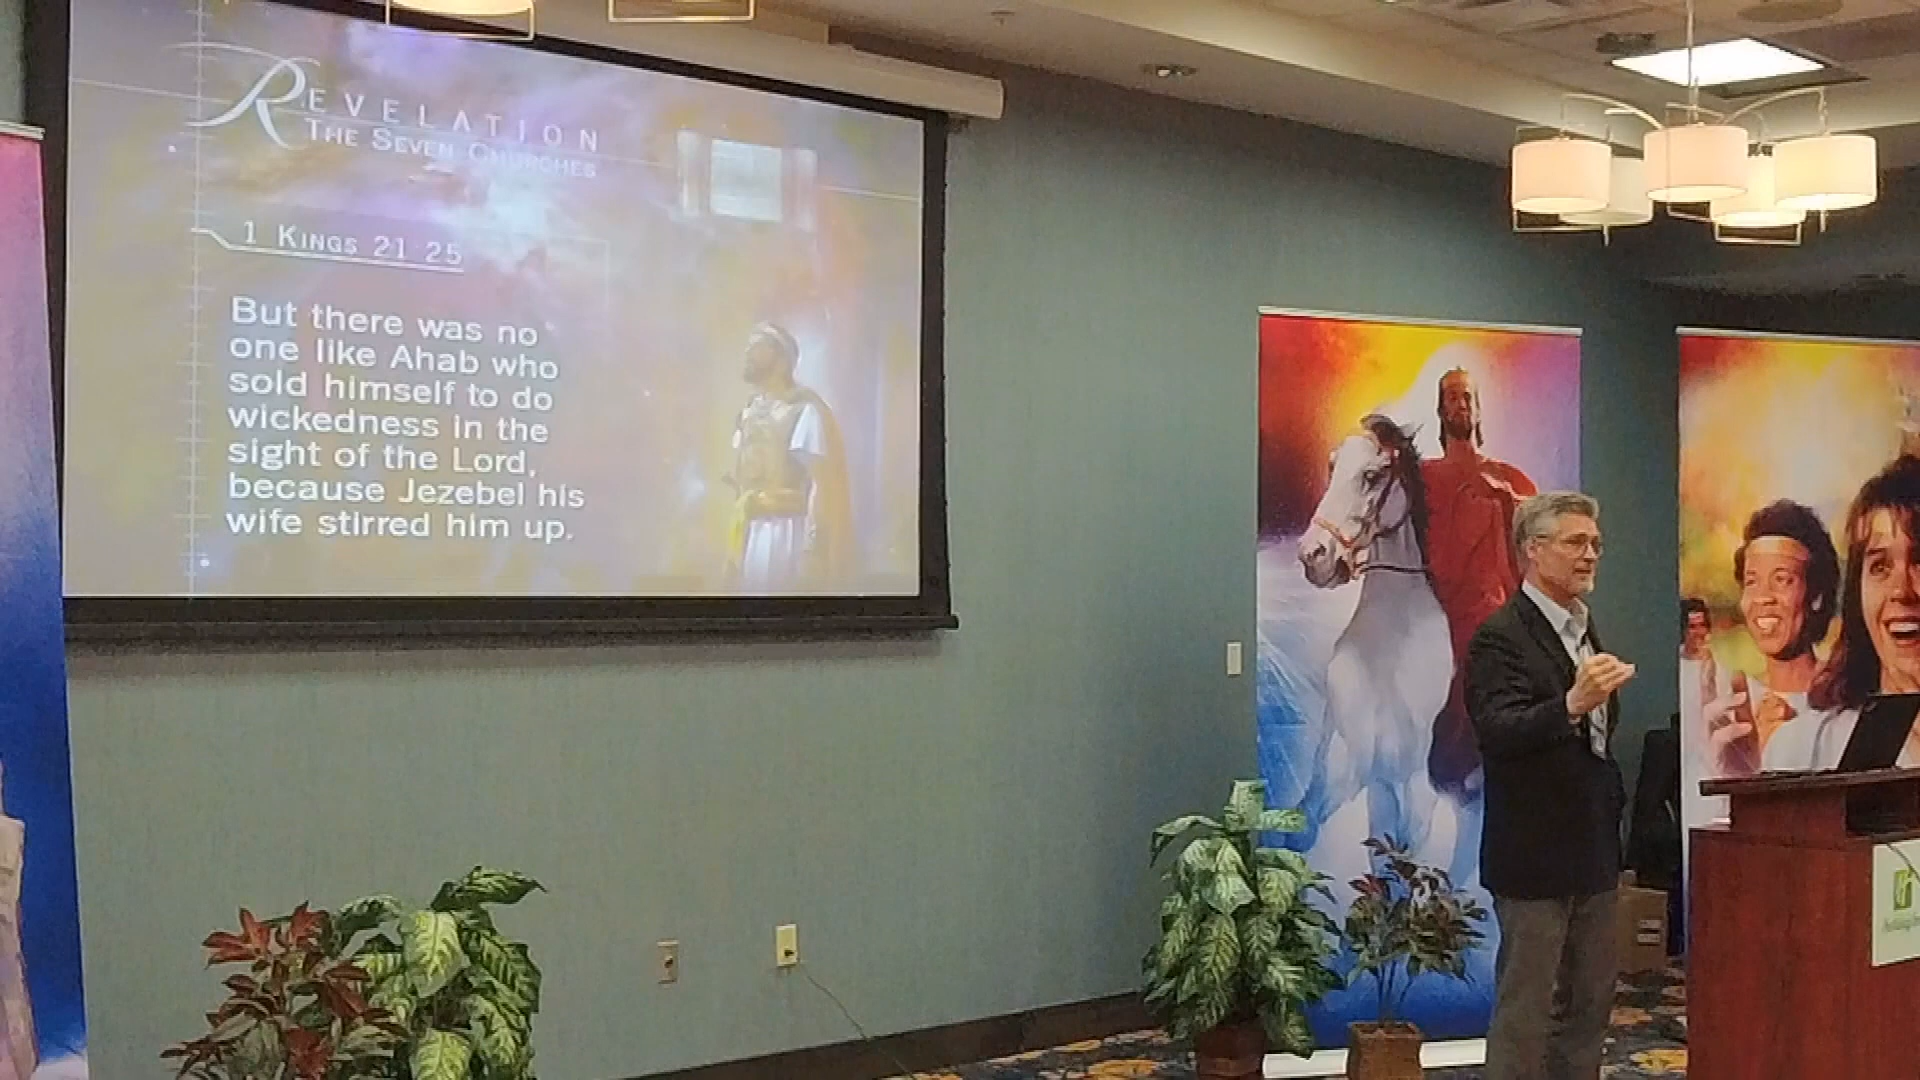 REVELATION
THE SEVEN CHURCHES
1 KINGS 21 25
But there was no
one like Ahab who
sold himself to do
wickedness in the
sight of the Lord,
because Jezebel his
wife stirred him up.